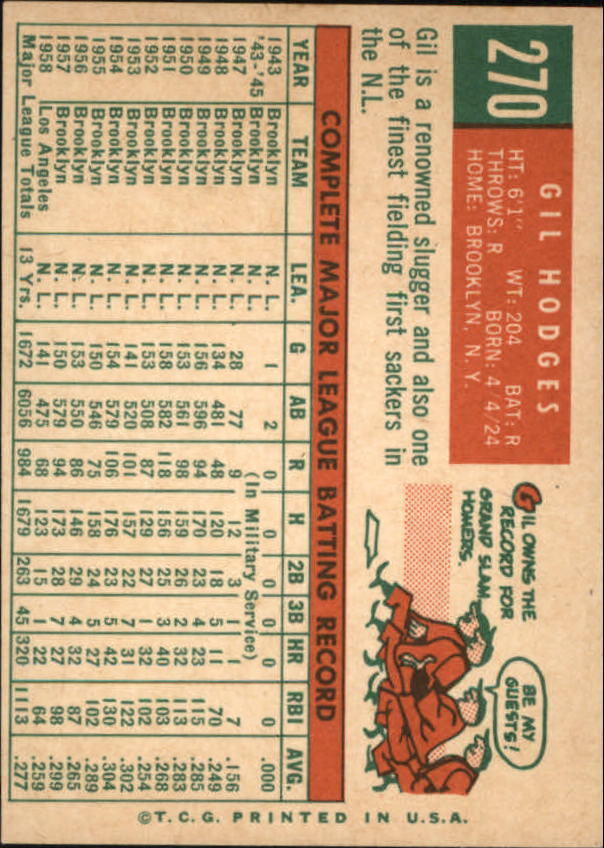 270
GIL HODGES
HT: 6'1" WT: 204 BAT: R
THROWS: R BORN: 4/4/24
HOME: BROOKLYN, N. Y.
Gil is a renowned slugger and also one
of the finest fielding first sackers in
the N.L.
GIL OWNS THE
RECORD FOR
GRAND SLAM
HOMERS.
BE MY
GUESTS!
COMPLETE MAJOR LEAGUE BATTING RECORD
YEAR TEAM LEA. G AB R H 2B 3B HR RBI AVG.
1943 Brooklyn N. L. 1 2 0 0 0 0 0 0 .000
'43-'45 Brooklyn N. L. (In Military Service)
1947 Brooklyn N. L. 28 77 9 12 3 1 1 7 .156
1948 Brooklyn N. L. 134 481 48 120 18 5 11 70 .249
1949 Brooklyn N. L. 156 596 94 170 23 4 23 115 .285
1950 Brooklyn N. L. 153 561 98 159 26 2 32 113 .283
1951 Brooklyn N. L. 158 582 118 156 25 3 40 103 .268
1952 Brooklyn N. L. 153 508 87 129 27 1 32 102 .254
1953 Brooklyn N. L. 141 520 101 157 22 7 31 122 .302
1954 Brooklyn N. L. 154 579 106 176 23 5 42 130 .304
1955 Brooklyn N. L. 150 546 75 158 24 5 27 102 .289
1956 Brooklyn N. L. 153 550 86 146 29 4 32 87 .265
1957 Brooklyn N. L. 150 579 94 173 28 7 27 98 .299
1958 Los Angeles N. L. 141 475 68 123 15 1 22 64 .259
Major League Totals 13 Yrs. 1672 6056 984 1679 263 45 320 1113 .277
©T.C.G. PRINTED IN U.S.A.